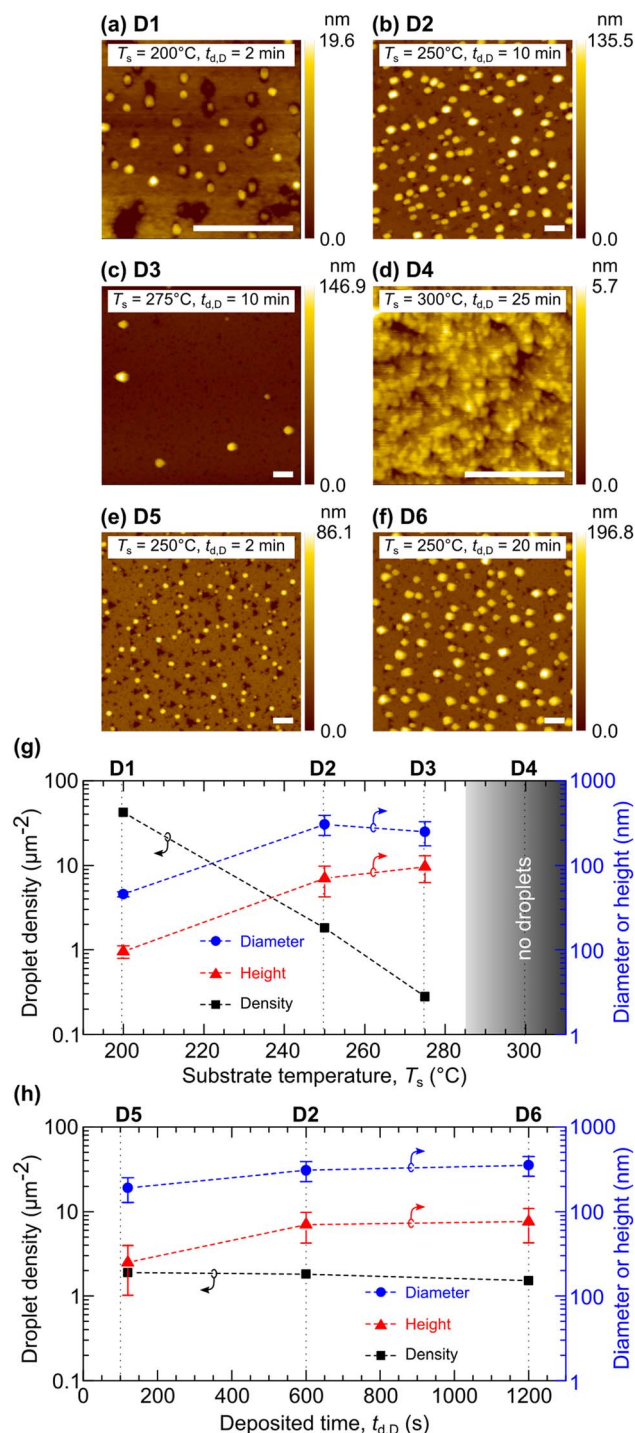 (a) D1
Ts = 200°C, td,D = 2 min
nm
19.6
0.0
(b) D2
Ts = 250°C, td,D = 10 min
nm
135.5
0.0
(c) D3
Ts = 275°C, td,D = 10 min
nm
146.9
0.0
(d) D4
Ts = 300°C, td,D = 25 min
nm
5.7
0.0
(e) D5
Ts = 250°C, td,D = 2 min
nm
86.1
0.0
(f) D6
Ts = 250°C, td,D = 20 min
nm
196.8
0.0
(g)
D1 D2 D3 D4
Droplet density (µm-2)
100
10
1
0.1
Diameter
Height
Density
no droplets
1000
100
100
1
Diameter or height (nm)
200 220 240 260 280 300
Substrate temperature, Ts (°C)
(h)
D5 D2 D6
Droplet density (µm-2)
100
10
1
0.1
Diameter
Height
Density
1000
100
100
1
Diameter or height (nm)
0 200 400 600 800 1000 1200
Deposited time, td,D (s)